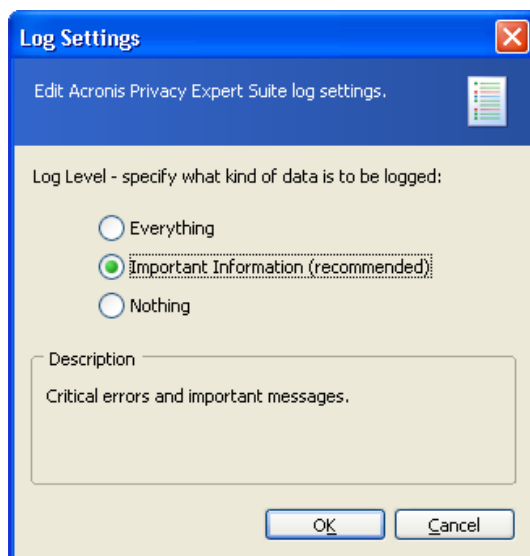 Log Settings
Edit Acronis Privacy Expert Suite log settings.
Log Level - specify what kind of data is to be logged:
Everything
Important Information (recommended)
Nothing
Description
Critical errors and important messages.
OK
Cancel